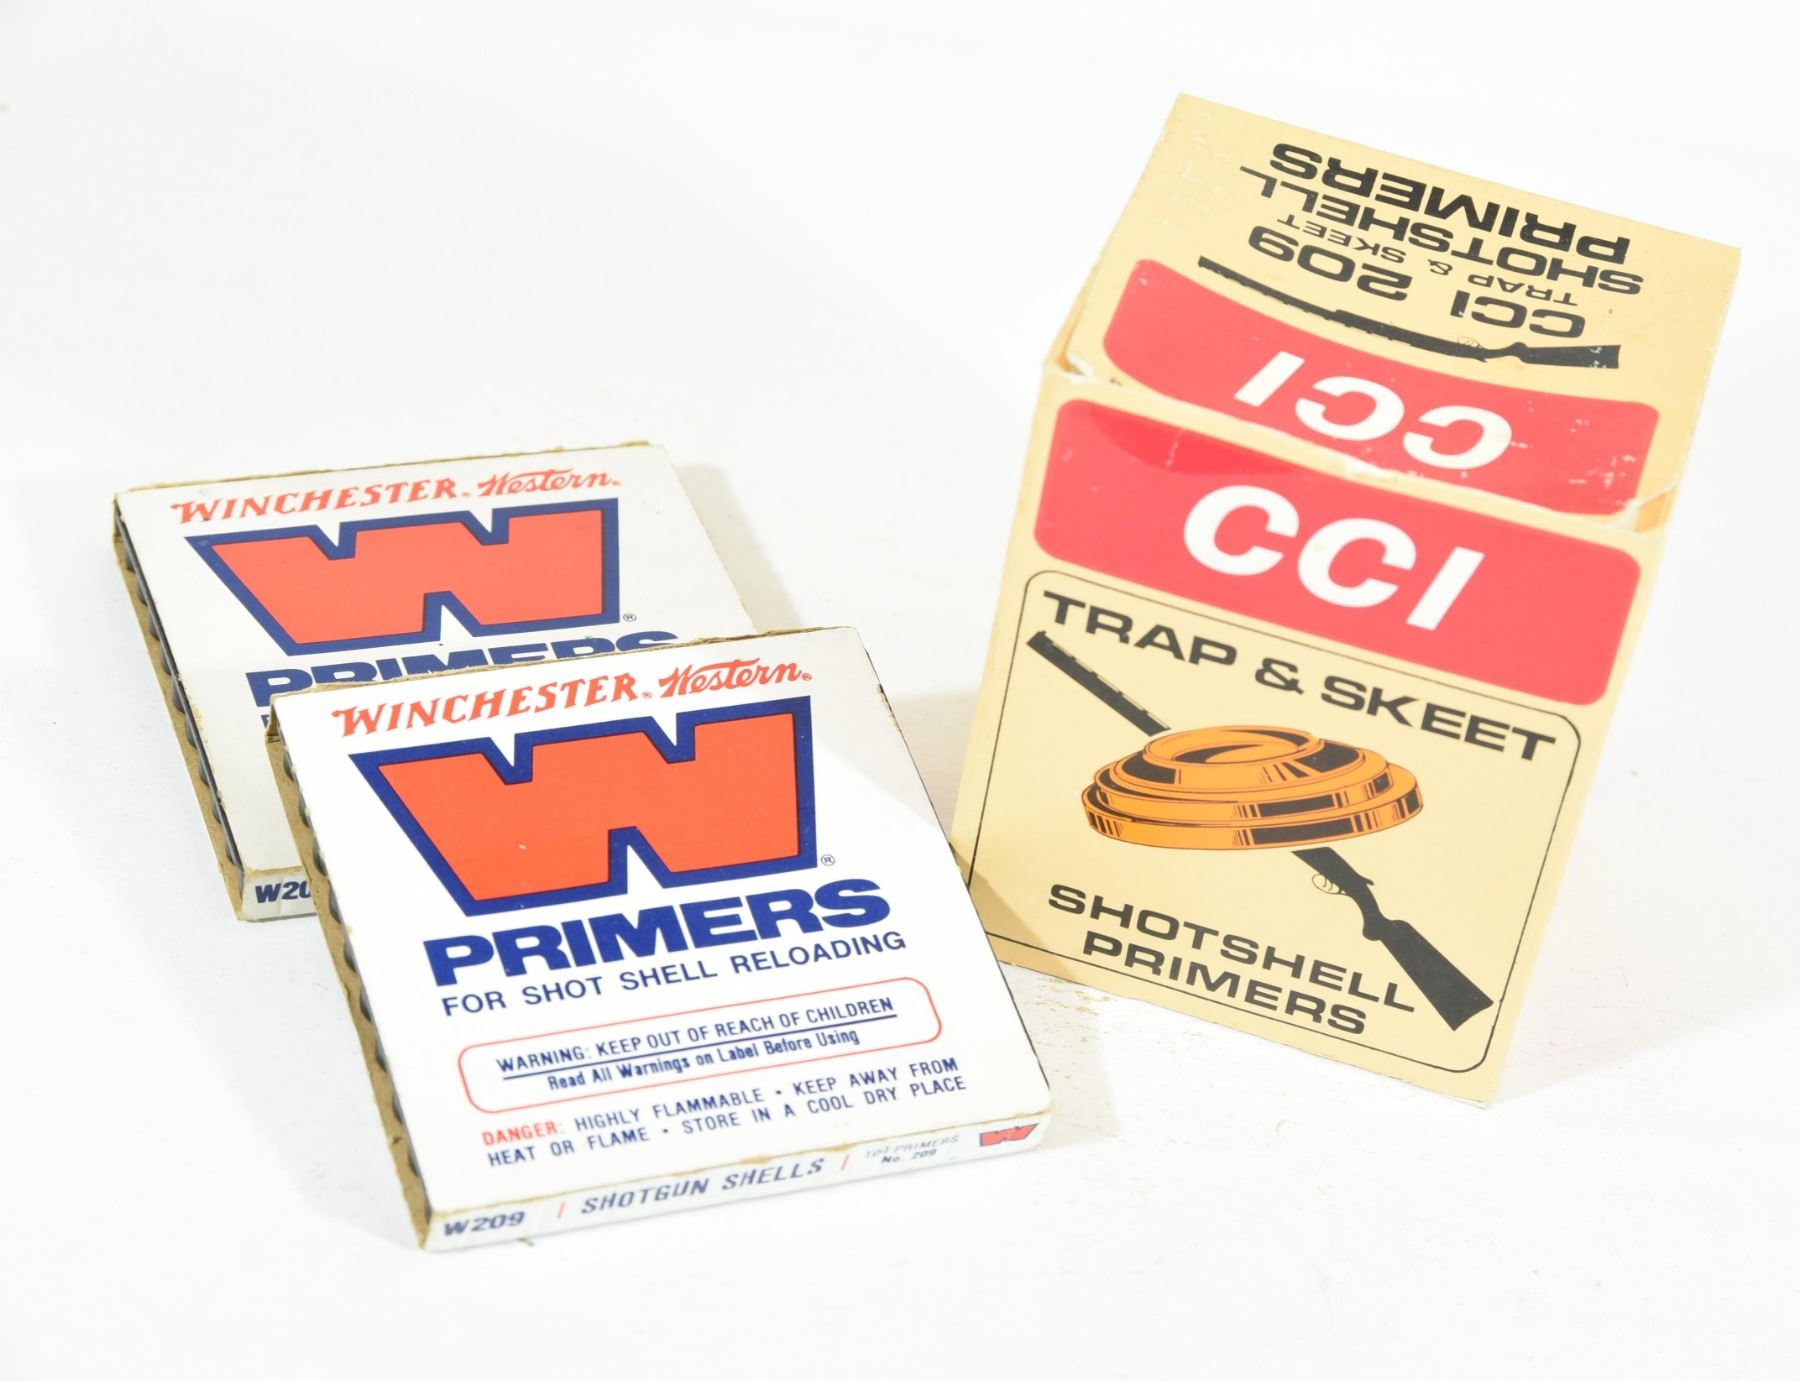 WINCHESTER® Western®
W®
PRIMERS
W20
WINCHESTER® Western®
W®
PRIMERS
FOR SHOT SHELL RELOADING
WARNING: KEEP OUT OF REACH OF CHILDREN
Read All Warnings on Label Before Using
DANGER: HIGHLY FLAMMABLE • KEEP AWAY FROM
HEAT OR FLAME • STORE IN A COOL DRY PLACE
W209 / SHOTGUN SHELLS / 100 PRIMERS W
No. 209
CCI
CCI 209
TRAP & SKEET
SHOTSHELL
PRIMERS
CCI
TRAP & SKEET
SHOTSHELL
PRIMERS